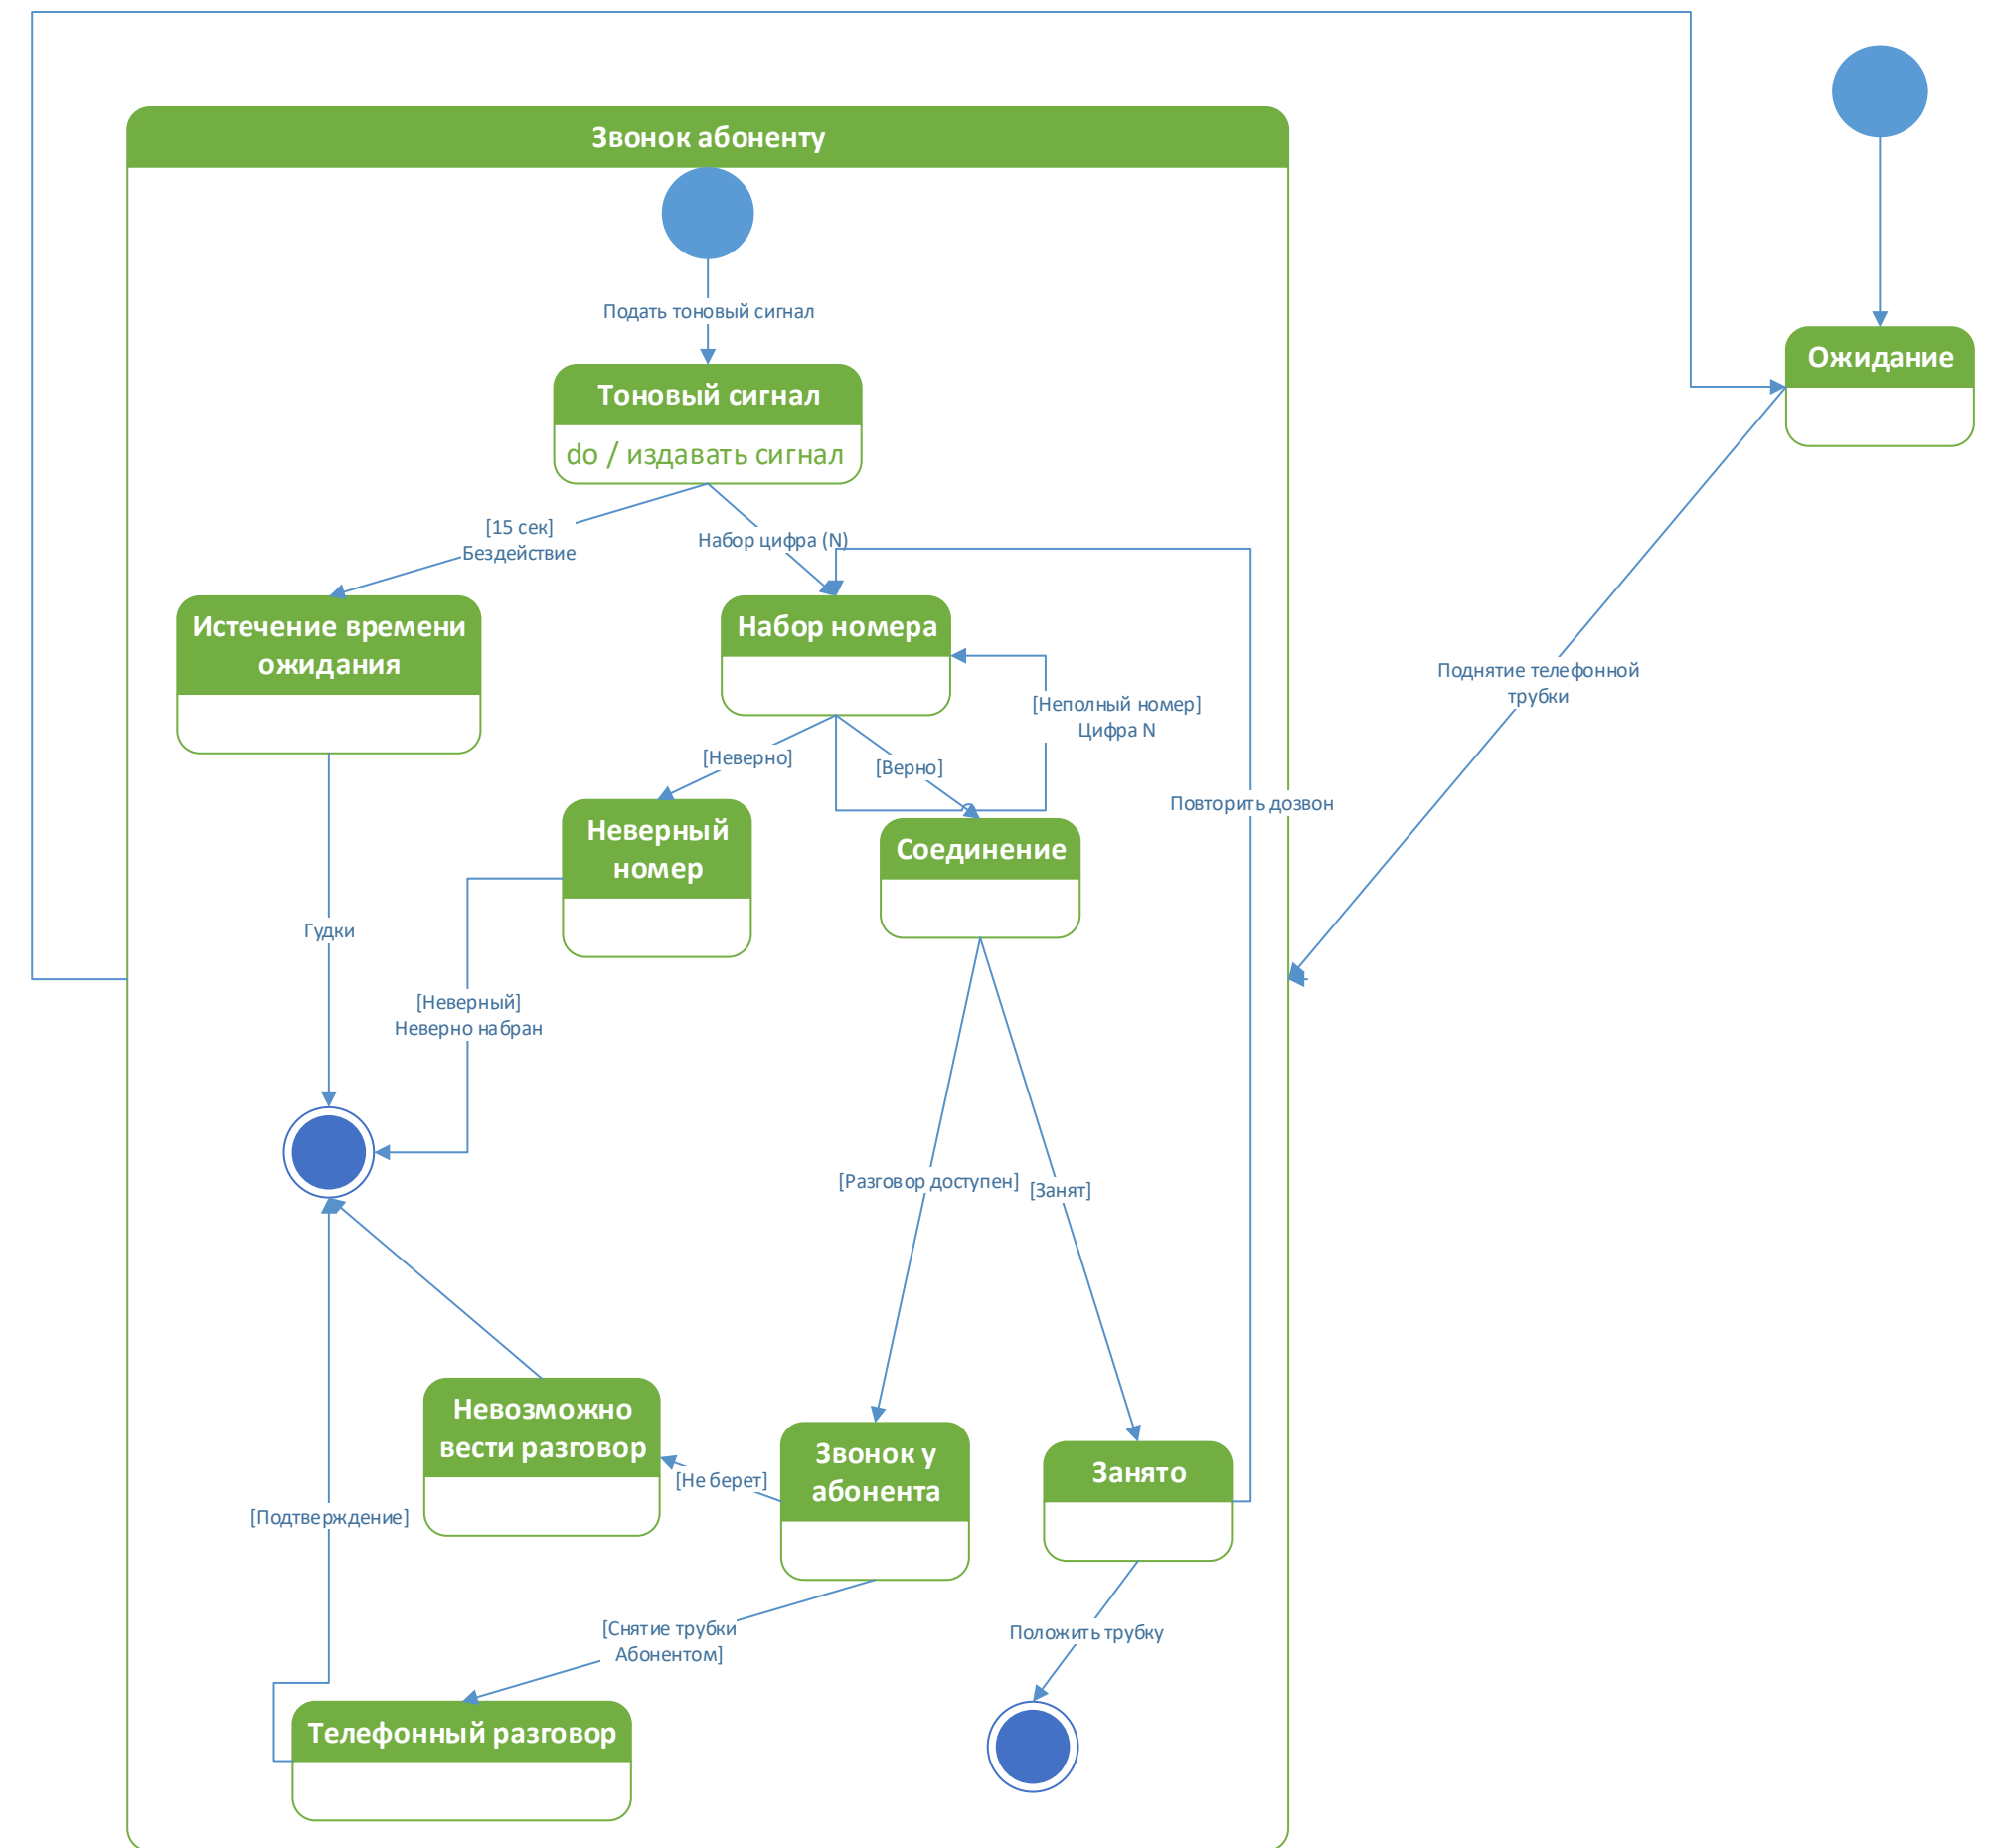 Звонок абоненту
Подать тоновый сигнал
Ожидание
Тоновый сигнал
do / издавать сигнал
[15 сек]
Бездействие
Набор цифра (N)
Истечение времени
ожидания
Набор номера
Поднятие телефонной
трубки
[Неполный номер]
Цифра N
[Неверно]
[Верно]
Повторить дозвон
Неверный
номер
Соединение
Гудки
[Неверный]
Неверно набран
[Разговор доступен]
[Занят]
Невозможно
вести разговор
[Не берет]
Звонок у
абонента
Занято
[Подтверждение]
[Снятие трубки
Абонентом]
Положить трубку
Телефонный разговор